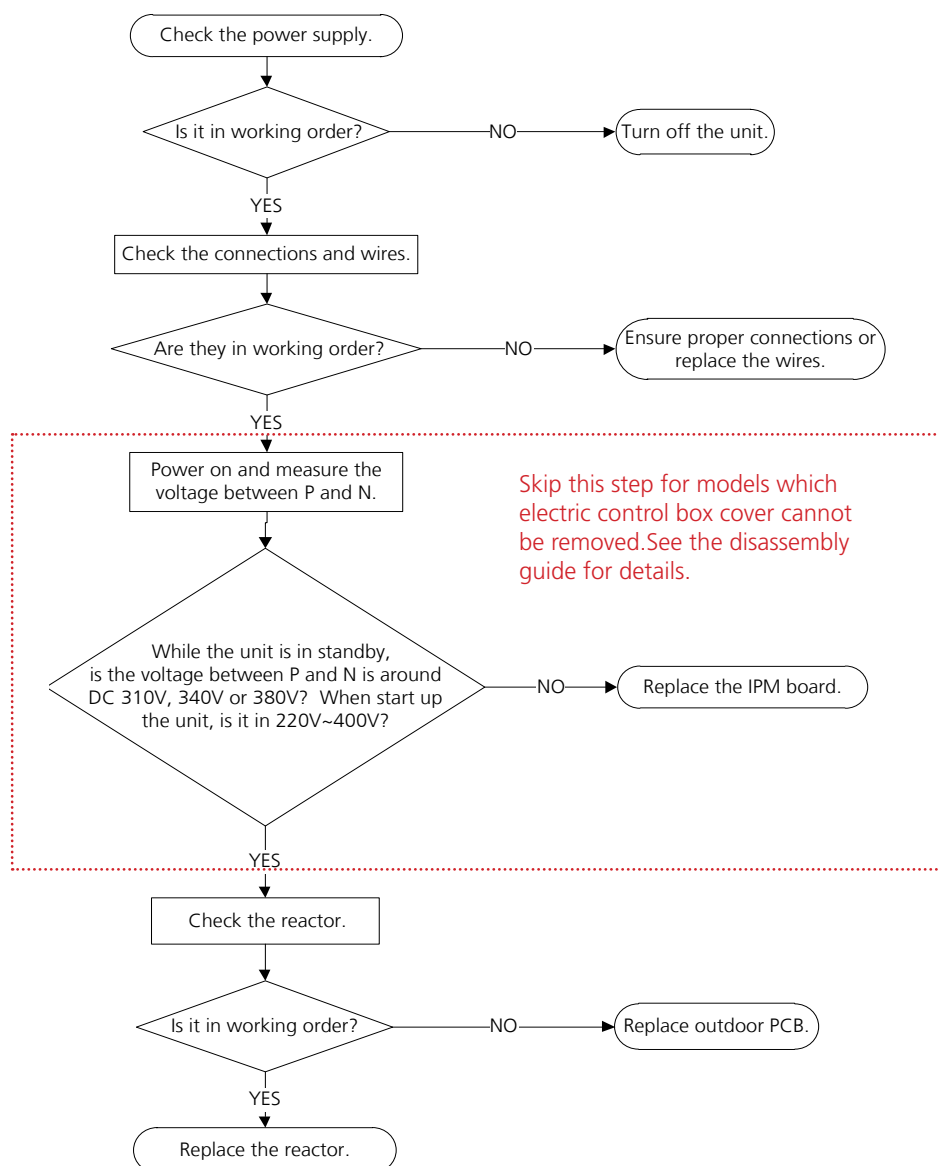 Check the power supply.
Is it in working order?
NO
Turn off the unit.
YES
Check the connections and wires.
Are they in working order?
NO
Ensure proper connections or
replace the wires.
YES
Power on and measure the
voltage between P and N.
Skip this step for models which
electric control box cover cannot
be removed.See the disassembly
guide for details.
While the unit is in standby,
is the voltage between P and N is around
DC 310V, 340V or 380V? When start up
the unit, is it in 220V~400V?
NO
Replace the IPM board.
YES
Check the reactor.
Is it in working order?
NO
Replace outdoor PCB.
YES
Replace the reactor.